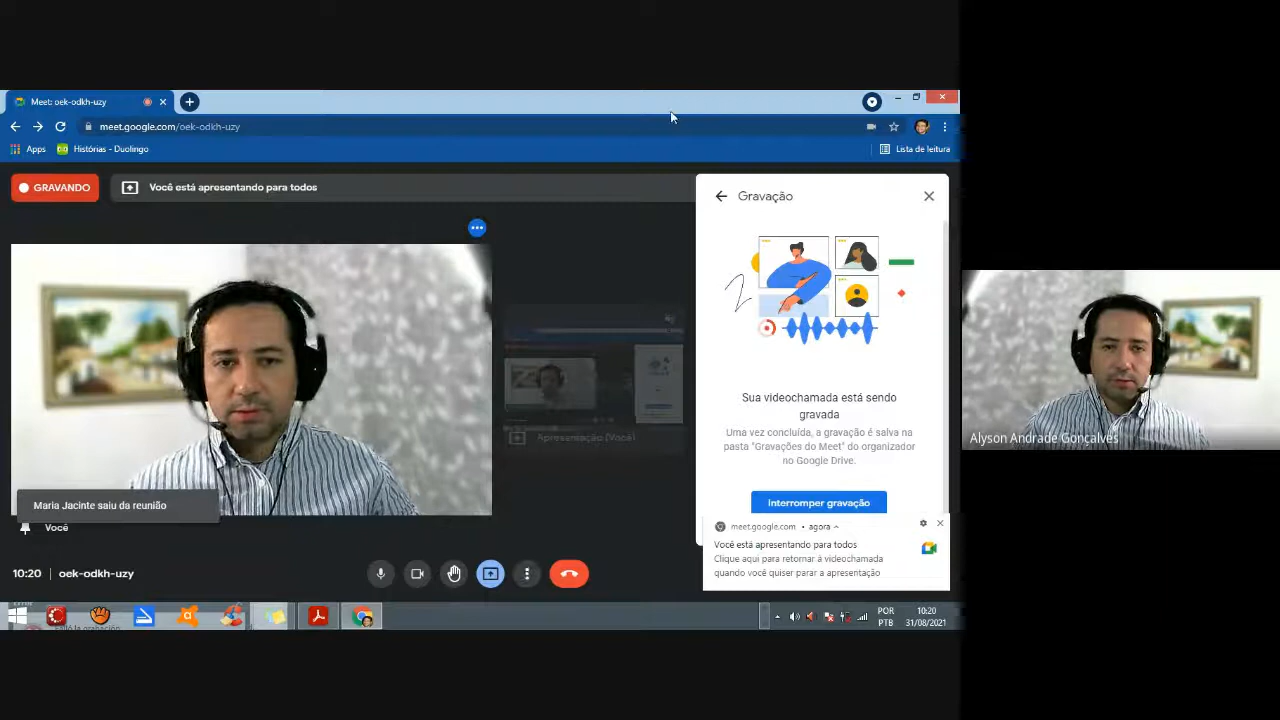 Meet: oek-odkh-uzy
meet.google.com/oek-odkh-uzy
Apps
Histórias - Duolingo
Lista de leitura
GRAVANDO
Você está apresentando para todos
Gravação
Sua videochamada está sendo
gravada
Uma vez concluída, a gravação é salva na
pasta "Gravações do Meet" do organizador
no Google Drive.
Interromper gravação
Apresentação (Você)
Maria Jacinte saiu da reunião
Você
meet.google.com • agora
Você está apresentando para todos
Clique aqui para retornar à videochamada
quando você quiser parar a apresentação
10:20 | oek-odkh-uzy
POR
PTB
10:20
31/08/2021
Alyson Andrade Gonçalves